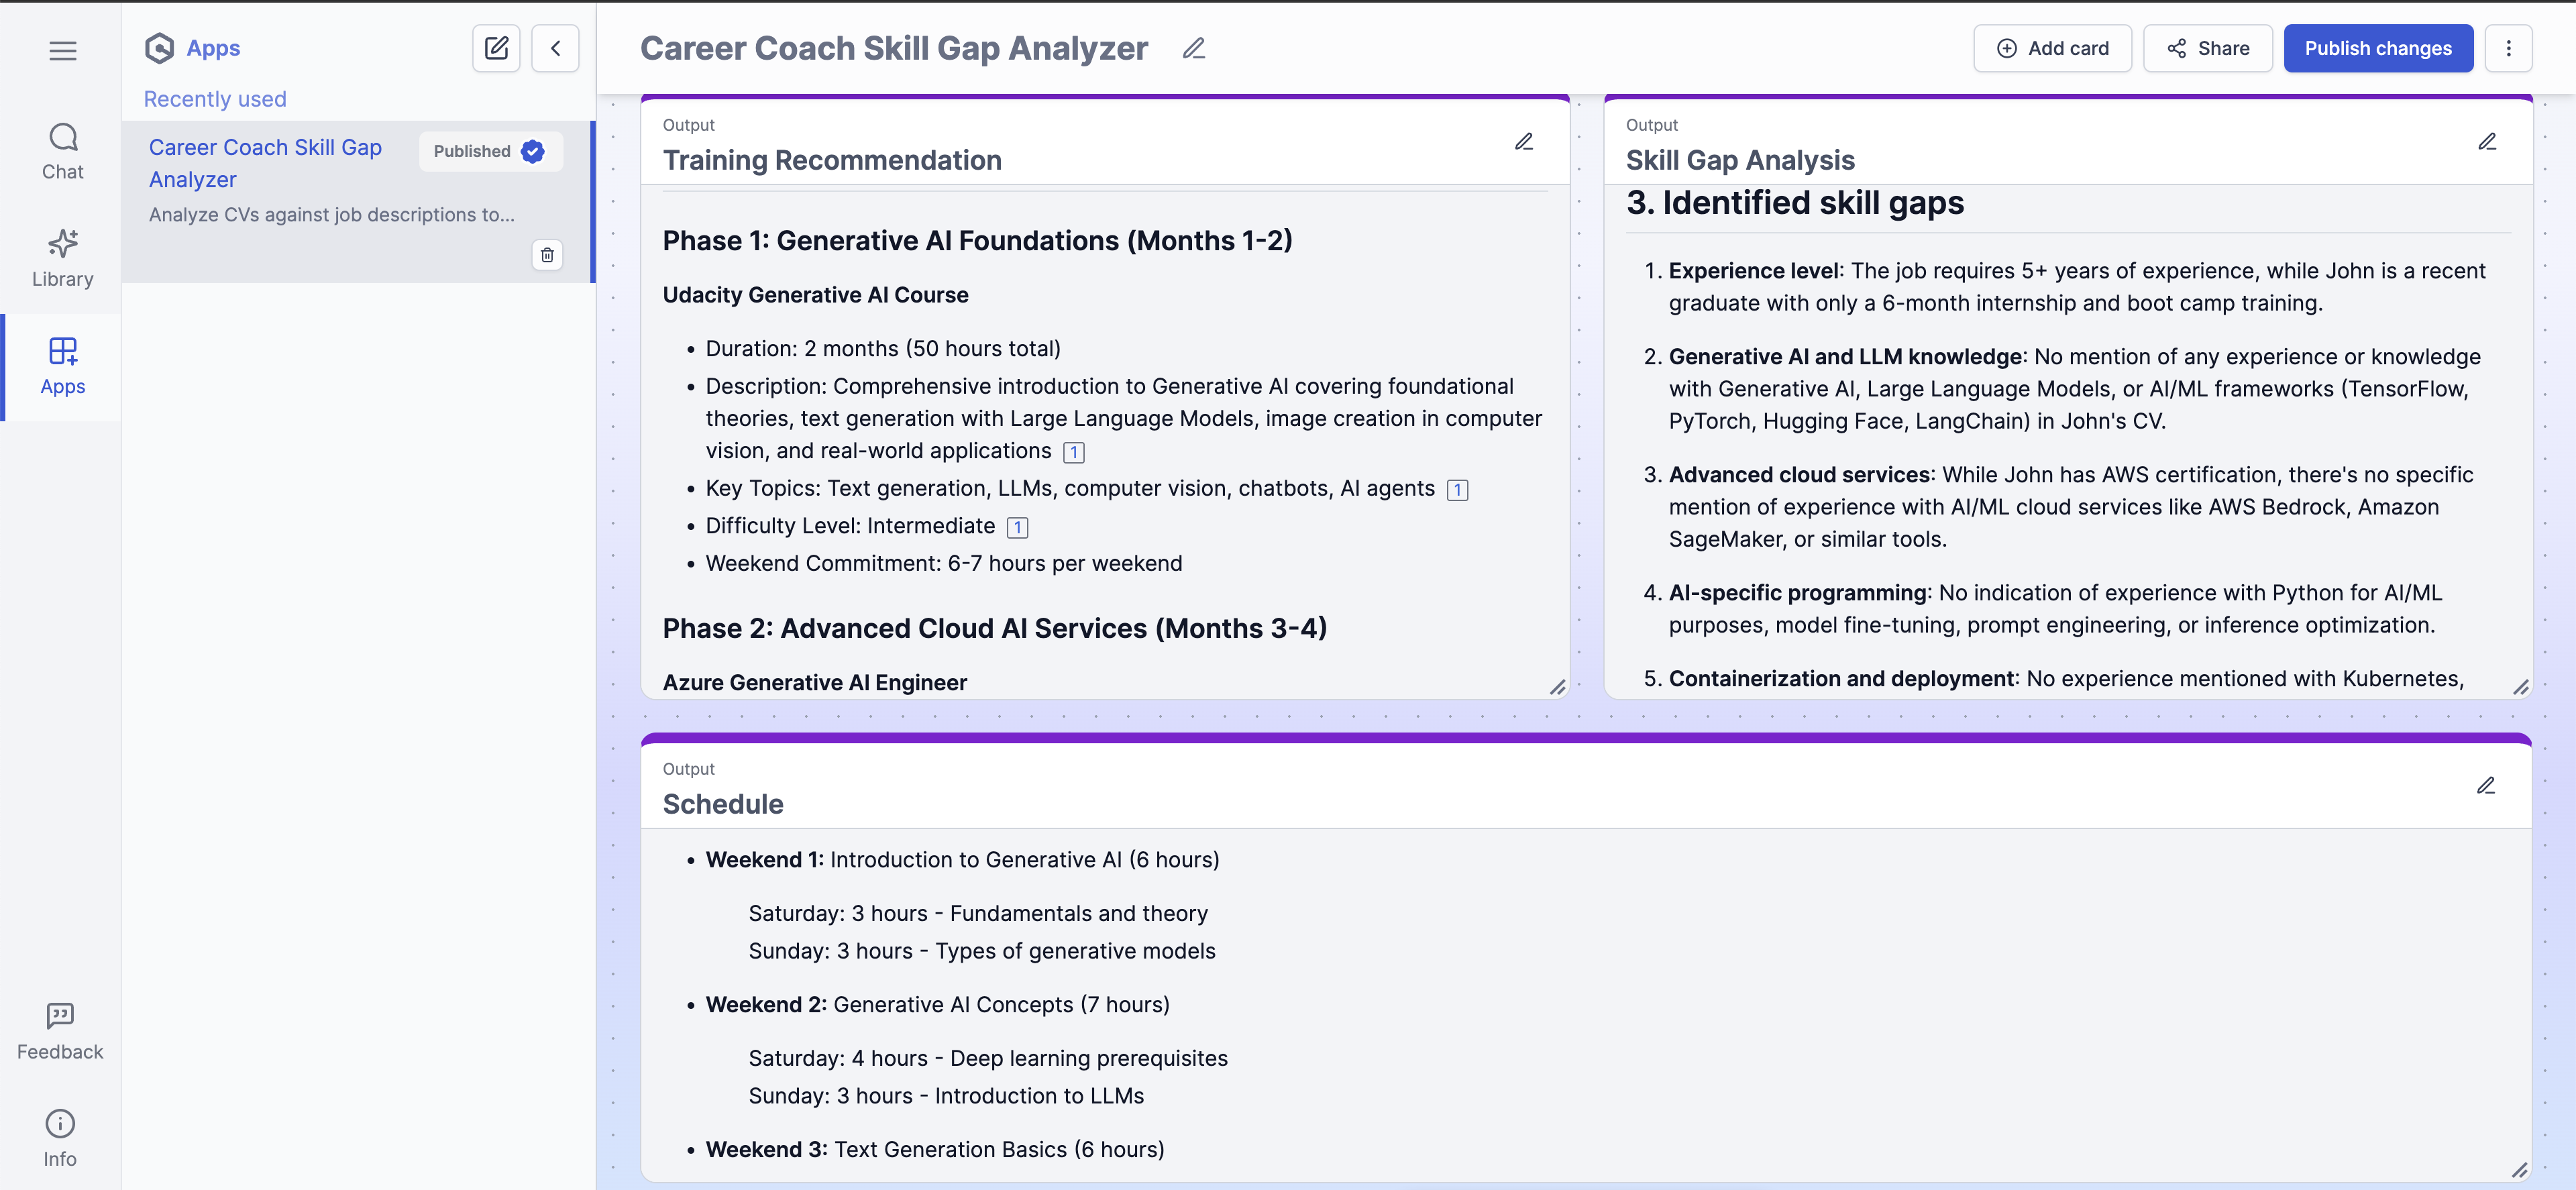 Apps
Recently used
Career Coach Skill Gap
Analyzer
Published
Analyze CVs against job descriptions to...
Chat
Library
Apps
Feedback
Info
Career Coach Skill Gap Analyzer
Add card
Share
Publish changes
Output
Training Recommendation
Phase 1: Generative AI Foundations (Months 1-2)
Udacity Generative AI Course
• Duration: 2 months (50 hours total)
• Description: Comprehensive introduction to Generative AI covering foundational
theories, text generation with Large Language Models, image creation in computer
vision, and real-world applications 1
• Key Topics: Text generation, LLMs, computer vision, chatbots, AI agents 1
• Difficulty Level: Intermediate 1
• Weekend Commitment: 6-7 hours per weekend
Phase 2: Advanced Cloud AI Services (Months 3-4)
Azure Generative AI Engineer
Output
Skill Gap Analysis
3. Identified skill gaps
1. Experience level: The job requires 5+ years of experience, while John is a recent
graduate with only a 6-month internship and boot camp training.
2. Generative AI and LLM knowledge: No mention of any experience or knowledge
with Generative AI, Large Language Models, or AI/ML frameworks (TensorFlow,
PyTorch, Hugging Face, LangChain) in John's CV.
3. Advanced cloud services: While John has AWS certification, there's no specific
mention of experience with AI/ML cloud services like AWS Bedrock, Amazon
SageMaker, or similar tools.
4. AI-specific programming: No indication of experience with Python for AI/ML
purposes, model fine-tuning, prompt engineering, or inference optimization.
5. Containerization and deployment: No experience mentioned with Kubernetes,
Output
Schedule
• Weekend 1: Introduction to Generative AI (6 hours)
Saturday: 3 hours - Fundamentals and theory
Sunday: 3 hours - Types of generative models
• Weekend 2: Generative AI Concepts (7 hours)
Saturday: 4 hours - Deep learning prerequisites
Sunday: 3 hours - Introduction to LLMs
• Weekend 3: Text Generation Basics (6 hours)